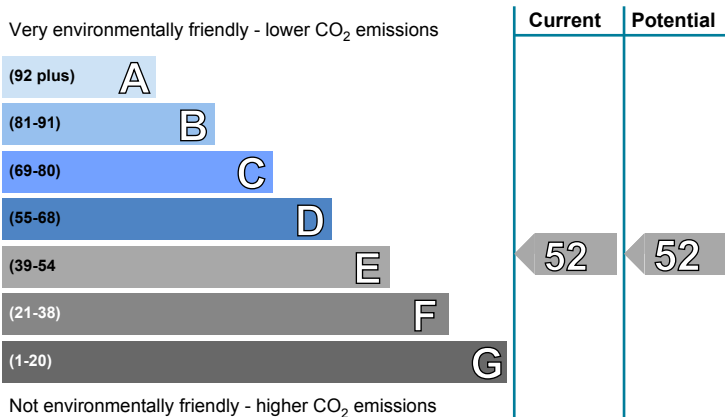 Very environmentally friendly - lower CO₂ emissions
Current
Potential
(92 plus) A
(81-91) B
(69-80) C
(55-68) D
(39-54 E
52
52
(21-38) F
(1-20) G
Not environmentally friendly - higher CO₂ emissions